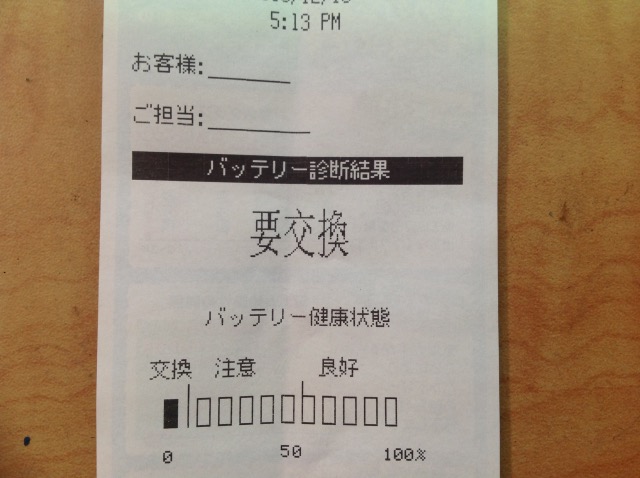 5:13 PM
お客様:
ご担当:
バッテリー診断結果
要交換
バッテリー健康状態
交換 注意 良好
0 50 100%